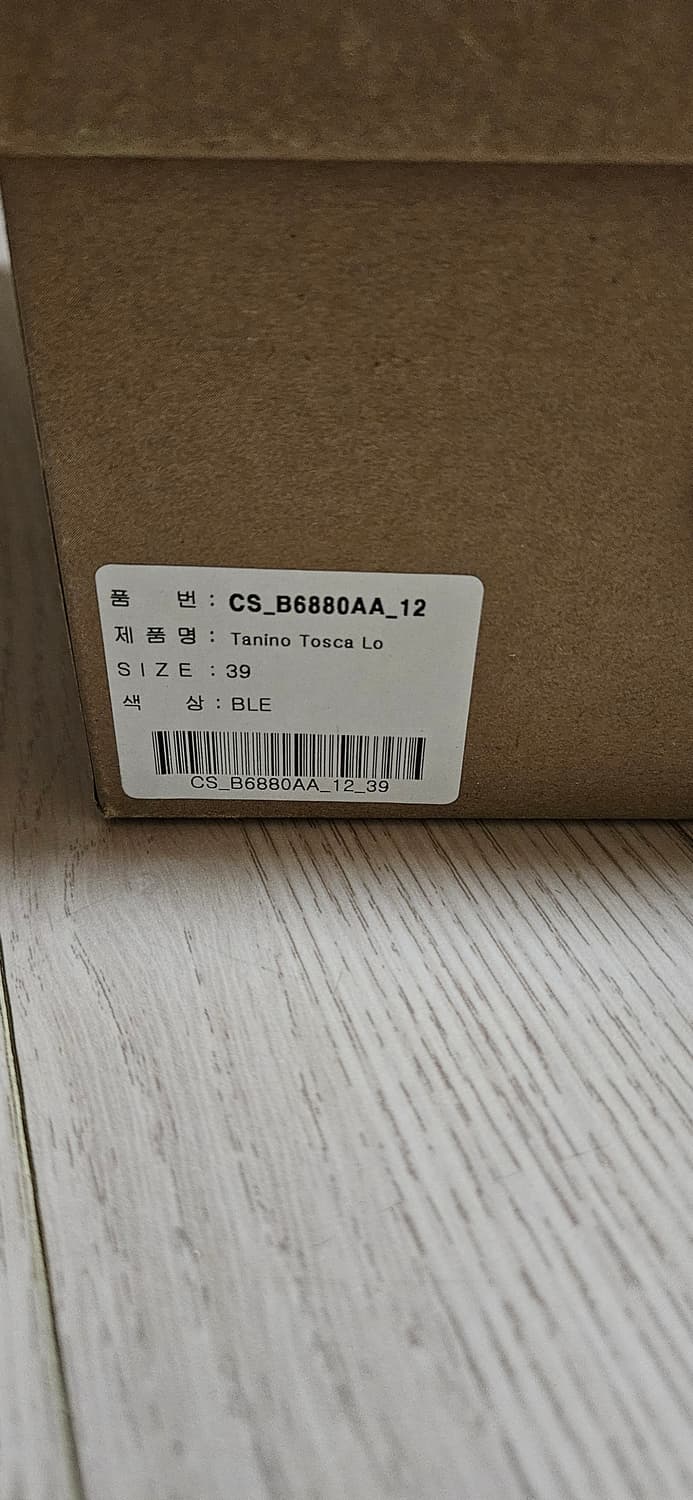 품 번 : CS_B6880AA_12
제 품 명 : Tanino Tosca Lo
SIZE : 39
색 상 : BLE
CS_B6880AA_12_39